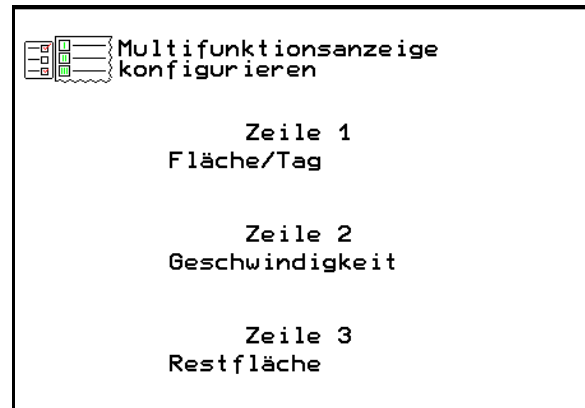 Multifunktionsanzeige
konfigurieren
Zeile 1
Fläche/Tag
Zeile 2
Geschwindigkeit
Zeile 3
Restfläche